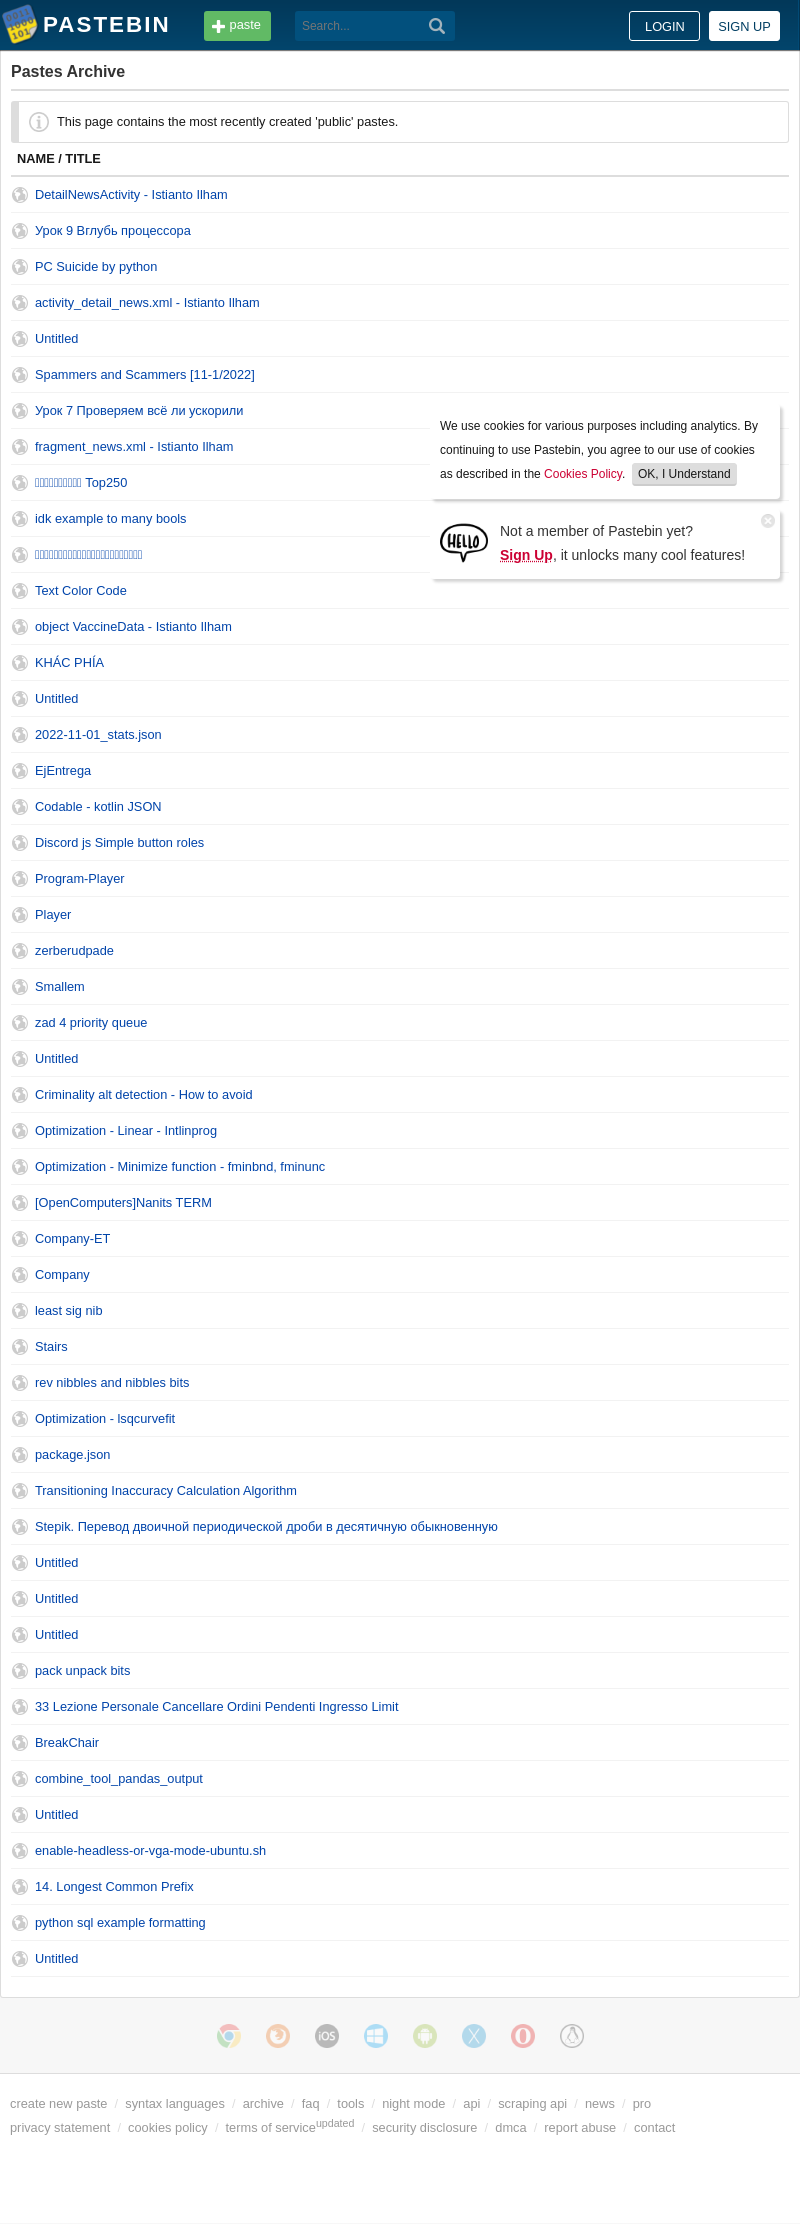 PASTEBIN
paste
Search...
LOGIN
SIGN UP
Pastes Archive
This page contains the most recently created 'public' pastes.
NAME / TITLE
DetailNewsActivity - Istianto Ilham
Урок 9 Вглубь процессора
PC Suicide by python
activity_detail_news.xml - Istianto Ilham
Untitled
Spammers and Scammers [11-1/2022]
Урок 7 Проверяем всё ли ускорили
fragment_news.xml - Istianto Ilham
Top250
idk example to many bools
We use cookies for various purposes including analytics. By
continuing to use Pastebin, you agree to our use of cookies
as described in the Cookies Policy. OK, I Understand
HELLO
Not a member of Pastebin yet?
Sign Up, it unlocks many cool features!
Text Color Code
object VaccineData - Istianto Ilham
KHÁC PHÍA
Untitled
2022-11-01_stats.json
EjEntrega
Codable - kotlin JSON
Discord js Simple button roles
Program-Player
Player
zerberudpade
Smallem
zad 4 priority queue
Untitled
Criminality alt detection - How to avoid
Optimization - Linear - Intlinprog
Optimization - Minimize function - fminbnd, fminunc
[OpenComputers]Nanits TERM
Company-ET
Company
least sig nib
Stairs
rev nibbles and nibbles bits
Optimization - lsqcurvefit
package.json
Transitioning Inaccuracy Calculation Algorithm
Stepik. Перевод двоичной периодической дроби в десятичную обыкновенную
Untitled
Untitled
Untitled
pack unpack bits
33 Lezione Personale Cancellare Ordini Pendenti Ingresso Limit
BreakChair
combine_tool_pandas_output
Untitled
enable-headless-or-vga-mode-ubuntu.sh
14. Longest Common Prefix
python sql example formatting
Untitled
iOS
create new paste / syntax languages / archive / faq / tools / night mode / api / scraping api / news / pro
privacy statement / cookies policy / terms of service updated / security disclosure / dmca / report abuse / contact